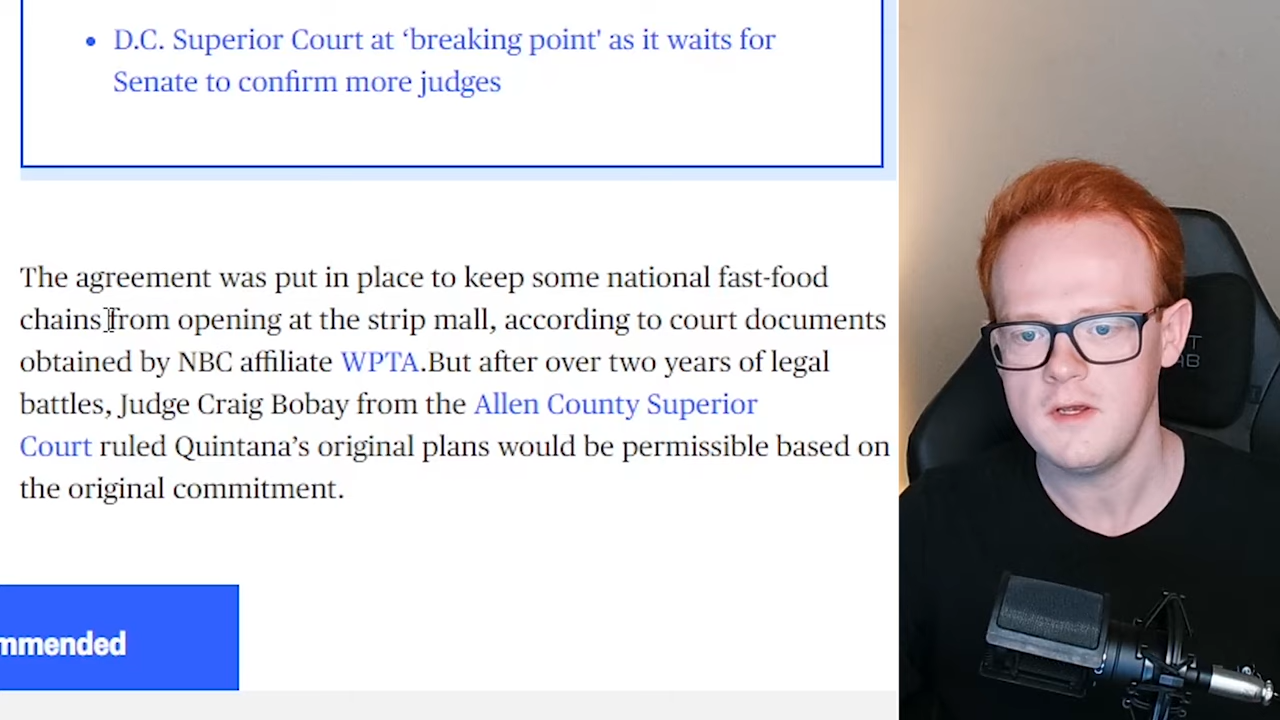 • D.C. Superior Court at ‘breaking point' as it waits for
Senate to confirm more judges
The agreement was put in place to keep some national fast-food
chains from opening at the strip mall, according to court documents
obtained by NBC affiliate WPTA.But after over two years of legal
battles, Judge Craig Bobay from the Allen County Superior
Court ruled Quintana’s original plans would be permissible based on
the original commitment.
mmended